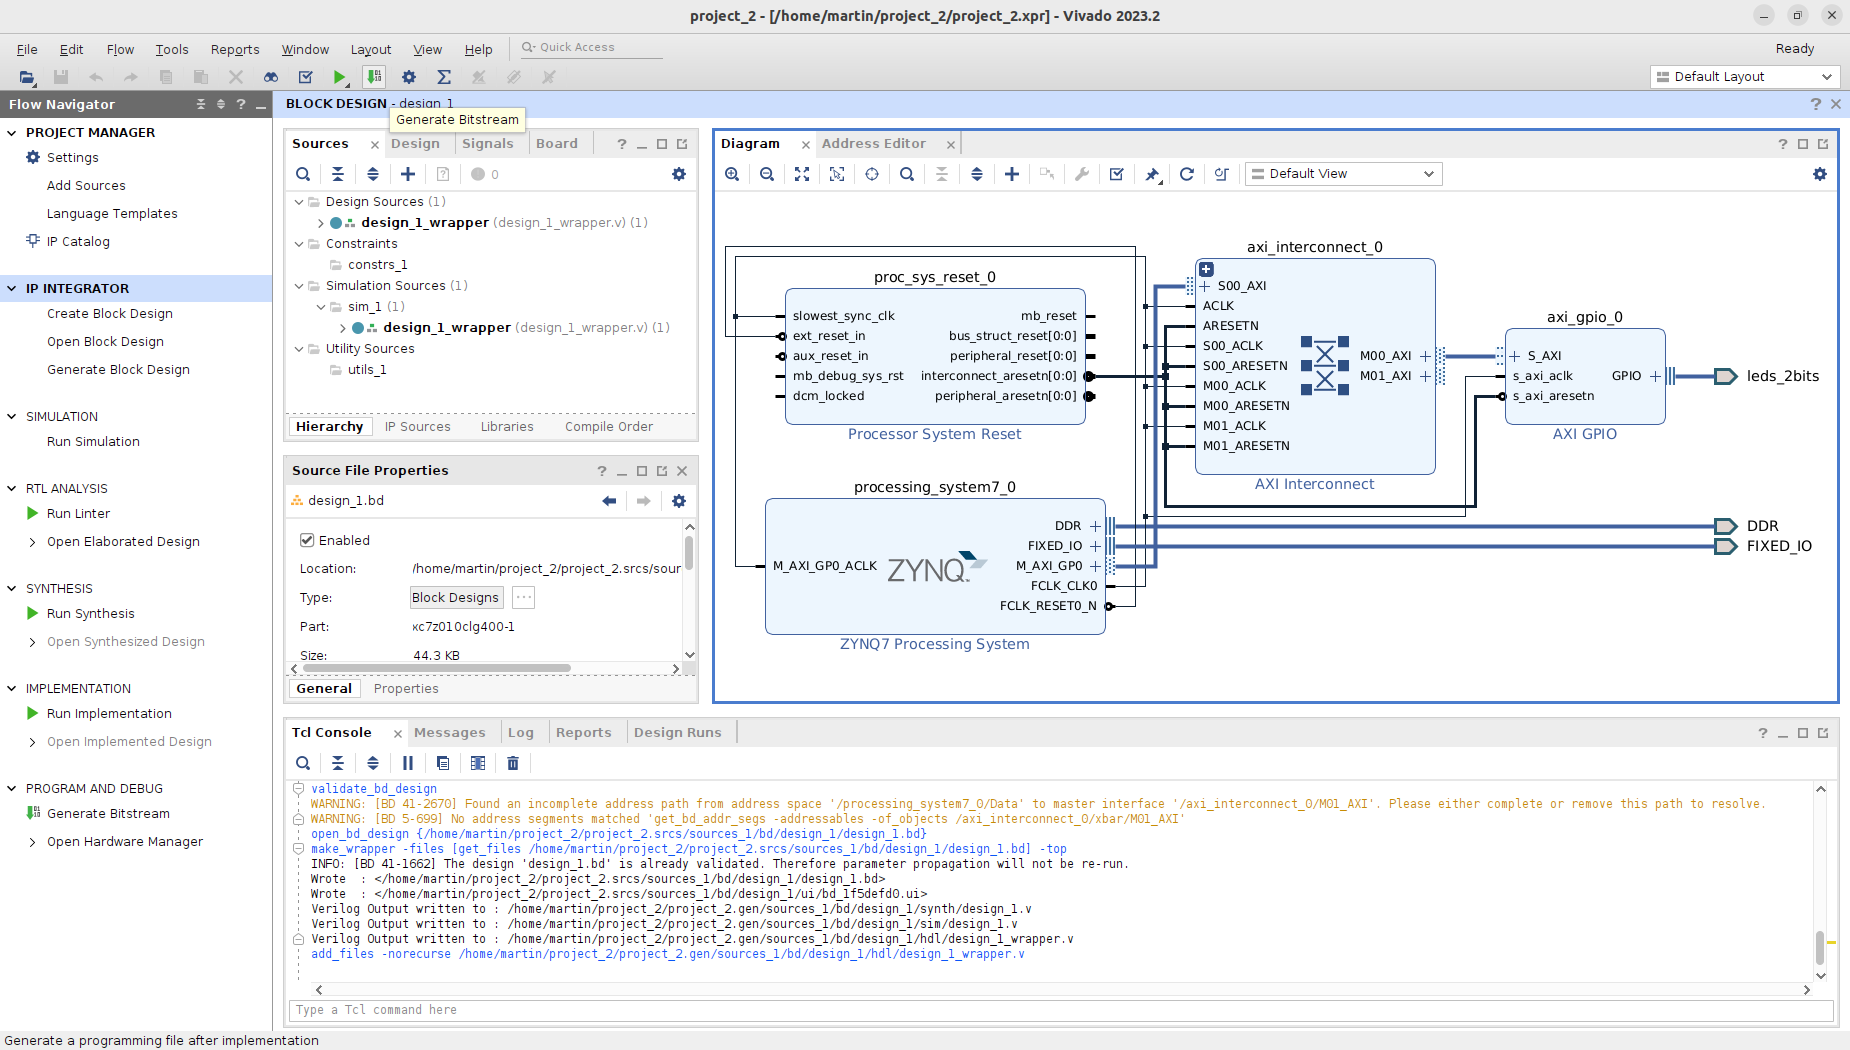 project_2 - [/home/martin/project_2/project_2.xpr] - Vivado 2023.2
File Edit Flow Tools Reports Window Layout View Help Quick Access Ready
Default Layout
Flow Navigator
PROJECT MANAGER
Settings
Add Sources
Language Templates
IP Catalog
IP INTEGRATOR
Create Block Design
Open Block Design
Generate Block Design
SIMULATION
Run Simulation
RTL ANALYSIS
Run Linter
Open Elaborated Design
SYNTHESIS
Run Synthesis
Open Synthesized Design
IMPLEMENTATION
Run Implementation
Open Implemented Design
PROGRAM AND DEBUG
Generate Bitstream
Open Hardware Manager
BLOCK DESIGN - design_1
Generate Bitstream
Sources Design Signals Board
0
Design Sources (1)
design_1_wrapper (design_1_wrapper.v) (1)
Constraints
constrs_1
Simulation Sources (1)
sim_1 (1)
design_1_wrapper (design_1_wrapper.v) (1)
Utility Sources
utils_1
Hierarchy IP Sources Libraries Compile Order
Source File Properties
design_1.bd
Enabled
Location: /home/martin/project_2/project_2.srcs/sour
Type: Block Designs
Part: xc7z010clg400-1
Size: 44.3 KB
General Properties
Diagram Address Editor
Default View
proc_sys_reset_0
slowest_sync_clk
ext_reset_in
aux_reset_in
mb_debug_sys_rst
dcm_locked
mb_reset
bus_struct_reset[0:0]
peripheral_reset[0:0]
interconnect_aresetn[0:0]
peripheral_aresetn[0:0]
Processor System Reset
processing_system7_0
M_AXI_GP0_ACLK
ZYNQ
DDR
FIXED_IO
M_AXI_GP0
FCLK_CLK0
FCLK_RESET0_N
ZYNQ7 Processing System
axi_interconnect_0
S00_AXI
ACLK
ARESETN
S00_ACLK
S00_ARESETN
M00_ACLK
M00_ARESETN
M01_ACLK
M01_ARESETN
M00_AXI
M01_AXI
AXI Interconnect
axi_gpio_0
S_AXI
s_axi_aclk
s_axi_aresetn
GPIO
AXI GPIO
leds_2bits
DDR
FIXED_IO
Tcl Console Messages Log Reports Design Runs
validate_bd_design
WARNING: [BD 41-2670] Found an incomplete address path from address space '/processing_system7_0/Data' to master interface '/axi_interconnect_0/M01_AXI'. Please either complete or remove this path to resolve.
WARNING: [BD 5-699] No address segments matched 'get_bd_addr_segs -addressables -of_objects /axi_interconnect_0/xbar/M01_AXI'
open_bd_design {/home/martin/project_2/project_2.srcs/sources_1/bd/design_1/design_1.bd}
make_wrapper -files [get_files /home/martin/project_2/project_2.srcs/sources_1/bd/design_1/design_1.bd] -top
INFO: [BD 41-1662] The design 'design_1.bd' is already validated. Therefore parameter propagation will not be re-run.
Wrote  : </home/martin/project_2/project_2.srcs/sources_1/bd/design_1/design_1.bd>
Wrote  : </home/martin/project_2/project_2.srcs/sources_1/bd/design_1/ui/bd_1f5defd0.ui>
Verilog Output written to : /home/martin/project_2/project_2.gen/sources_1/bd/design_1/synth/design_1.v
Verilog Output written to : /home/martin/project_2/project_2.gen/sources_1/bd/design_1/sim/design_1.v
Verilog Output written to : /home/martin/project_2/project_2.gen/sources_1/bd/design_1/hdl/design_1_wrapper.v
add_files -norecurse /home/martin/project_2/project_2.gen/sources_1/bd/design_1/hdl/design_1_wrapper.v
Type a Tcl command here
Generate a programming file after implementation